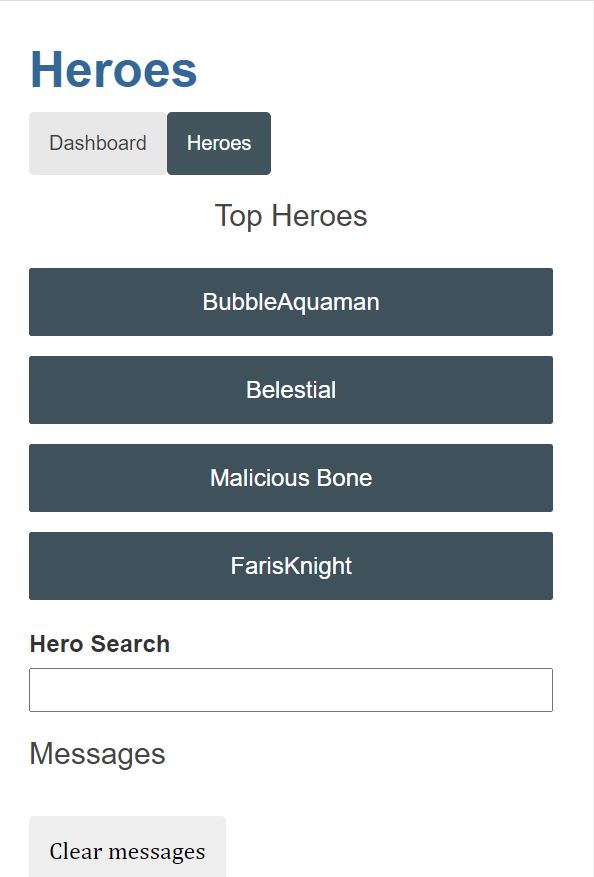 Heroes
Dashboard Heroes
Top Heroes
BubbleAquaman
Belestial
Malicious Bone
FarisKnight
Hero Search
Messages
Clear messages